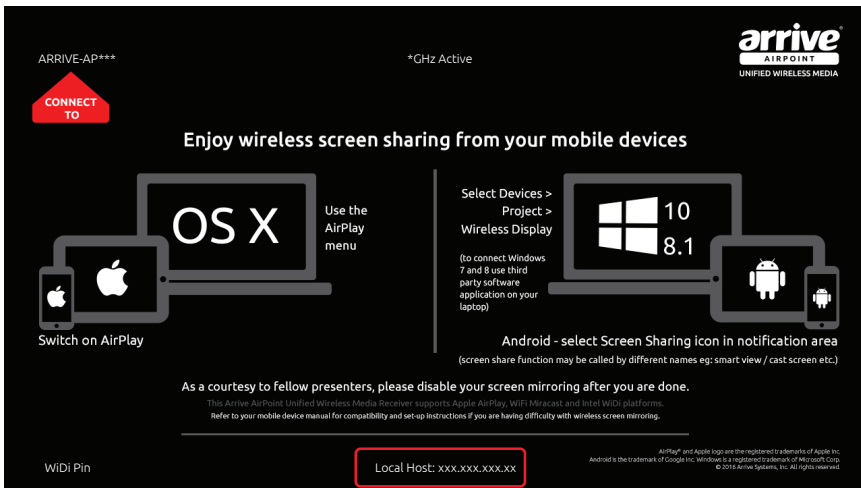 ARRIVE-AP***
*GHz Active
arrive®
AIRPOINT
UNIFIED WIRELESS MEDIA
CONNECT
TO
Enjoy wireless screen sharing from your mobile devices
OS X
Use the
AirPlay
menu
Switch on AirPlay
Select Devices >
Project >
Wireless Display
(to connect Windows
7 and 8 use third
party software
application on your
laptop)
10
8.1
Android - select Screen Sharing icon in notification area
(screen share function may be called by different names eg: smart view / cast screen etc.)
As a courtesy to fellow presenters, please disable your screen mirroring after you are done.
This Arrive AirPoint Unified Wireless Media Receiver supports Apple AirPlay, WiFi Miracast and Intel WiDi platforms.
Refer to your mobile device manual for compatibility and set-up instructions if you are having difficulty with wireless screen mirroring.
WiDi Pin
Local Host: xxx.xxx.xxx.xx
AirPlay® and Apple logo are the registered trademarks of Apple Inc.
Android is the trademark of Google Inc. Windows is a registered trademark of Microsoft Corp.
© 2016 Arrive Systems, Inc. All rights reserved.